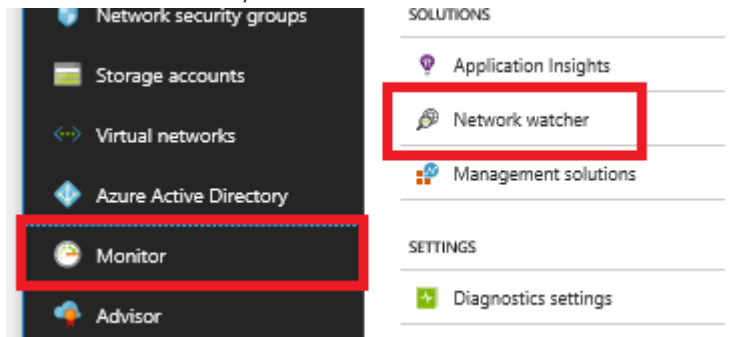 Network security groups
Storage accounts
Virtual networks
Azure Active Directory
Monitor
Advisor
SOLUTIONS
Application Insights
Network watcher
Management solutions
SETTINGS
Diagnostics settings